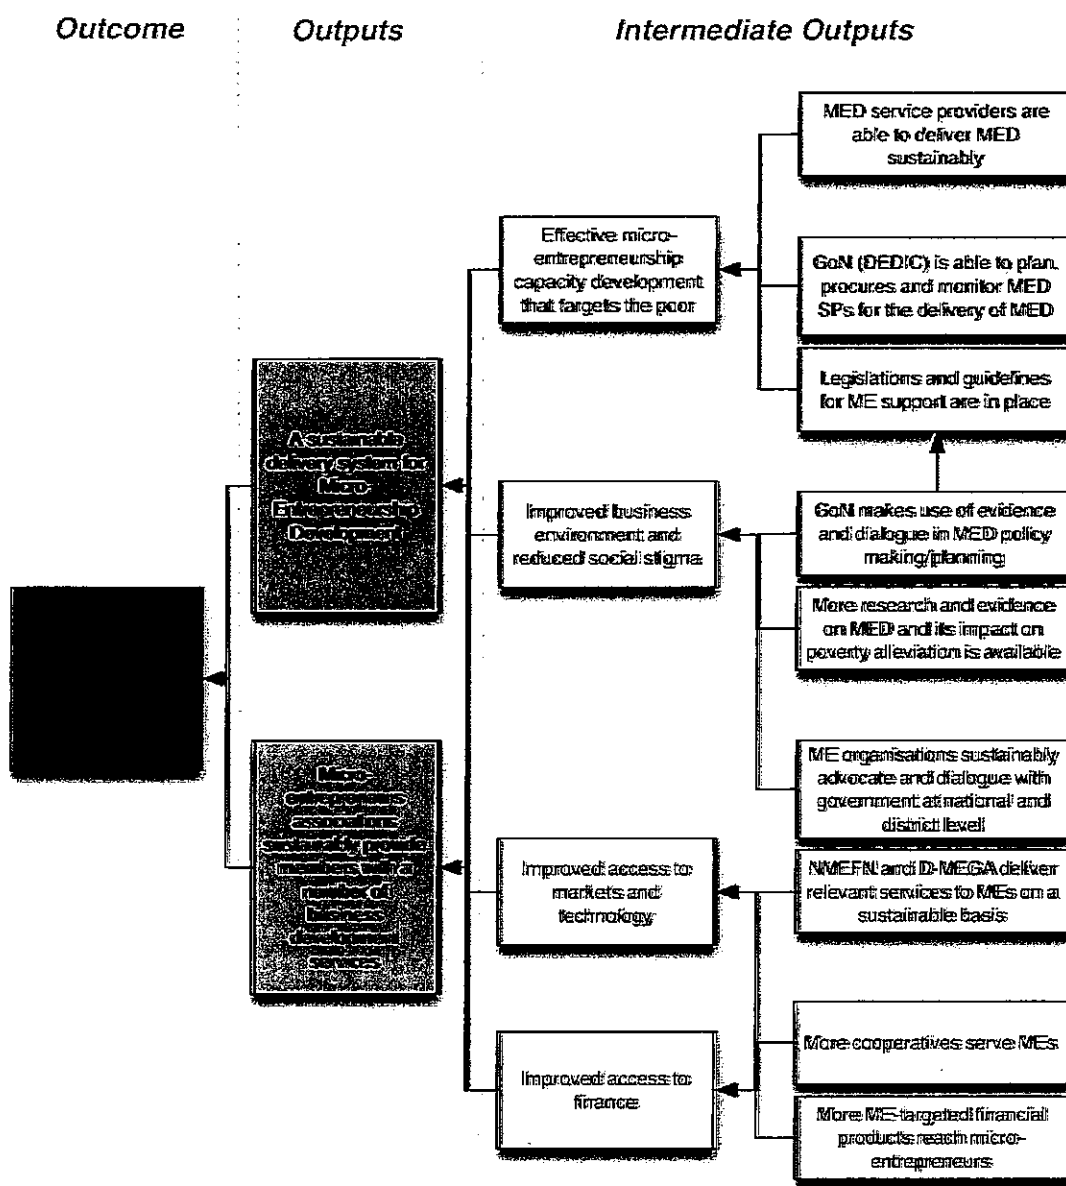 Outcome
Outputs
Intermediate Outputs
MED service providers are
able to deliver MED
sustainably
Effective micro-
entrepreneurship
capacity development
that targets the poor
GoN (DEDIC) is able to plan,
procures and monitor MED
SPs for the delivery of MED
Legislations and guidelines
for ME support are in place
A sustainable
delivery system for
Micro-
Entrepreneurship
Development
Improved business
environment and
reduced social stigma
GoN makes use of evidence
and dialogue in MED policy
making/planning
More research and evidence
on MED and its impact on
poverty alleviation is available
Micro-
entrepreneurs
associations
sustainably provide
members with a
number of
business
development
services
ME organisations sustainably
advocate and dialogue with
government at national and
district level
Improved access to
markets and
technology
NMEFN and D-MEGA deliver
relevant services to MEs on a
sustainable basis
More cooperatives serve MEs
Improved access to
finance
More ME-targeted financial
products reach micro-
entrepreneurs